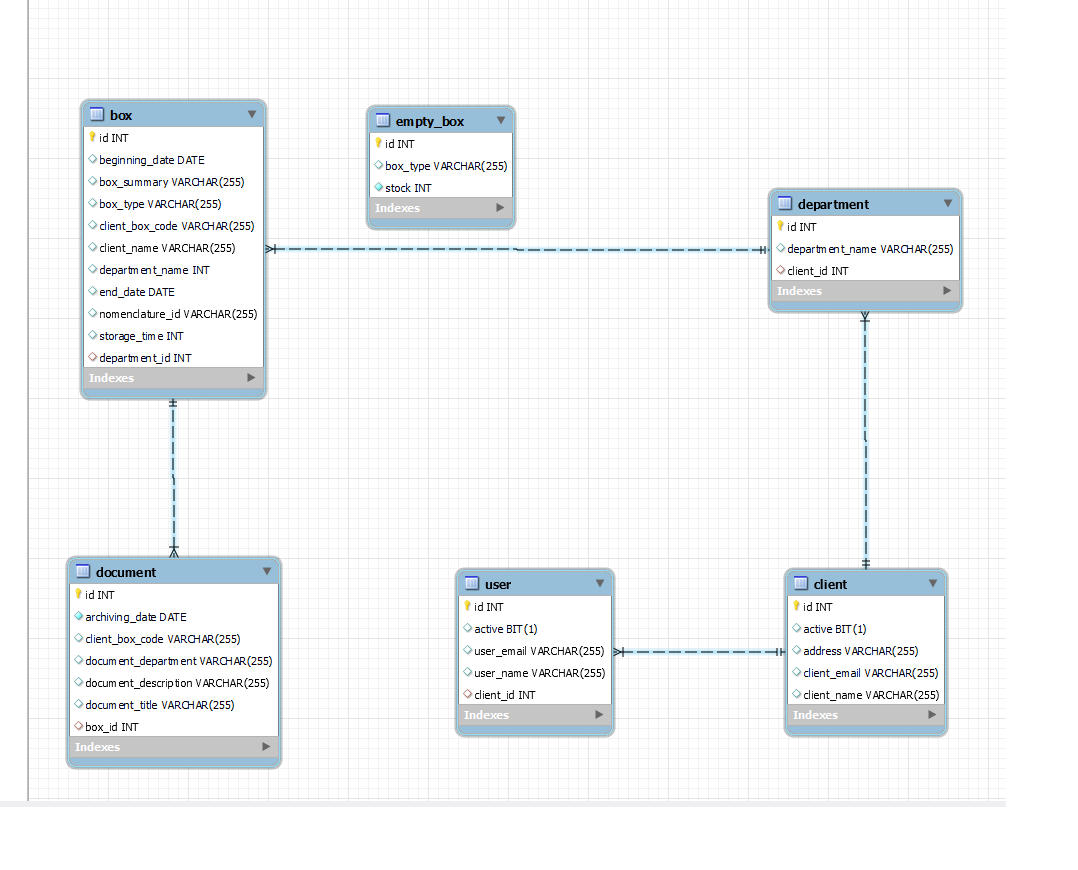 box
id INT
beginning_date DATE
box_summary VARCHAR(255)
box_type VARCHAR(255)
client_box_code VARCHAR(255)
client_name VARCHAR(255)
department_name INT
end_date DATE
nomenclature_id VARCHAR(255)
storage_time INT
department_id INT
Indexes
empty_box
id INT
box_type VARCHAR(255)
stock INT
Indexes
department
id INT
department_name VARCHAR(255)
client_id INT
Indexes
document
id INT
archiving_date DATE
client_box_code VARCHAR(255)
document_department VARCHAR(255)
document_description VARCHAR(255)
document_title VARCHAR(255)
box_id INT
Indexes
user
id INT
active BIT(1)
user_email VARCHAR(255)
user_name VARCHAR(255)
client_id INT
Indexes
client
id INT
active BIT(1)
address VARCHAR(255)
client_email VARCHAR(255)
client_name VARCHAR(255)
Indexes